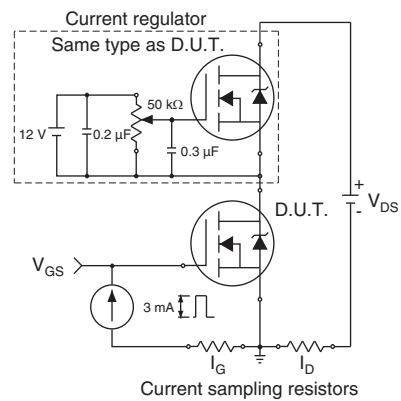 Current regulator
Same type as D.U.T.
50 kΩ
12 V
0.2 μF
0.3 μF
+
V_DS
-
D.U.T.
V_GS
3 mA
I_G
I_D
Current sampling resistors